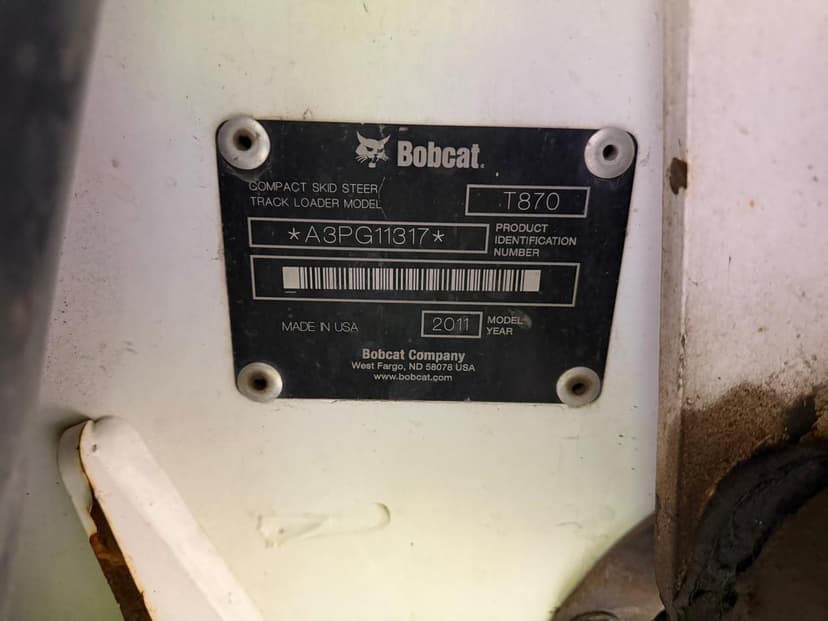 Bobcat
COMPACT SKID STEER/
TRACK LOADER MODEL
T870
*A3PG11317*
PRODUCT
IDENTIFICATION
NUMBER
MADE IN USA
2011
MODEL
YEAR
Bobcat Company
West Fargo, ND 58078 USA
www.bobcat.com